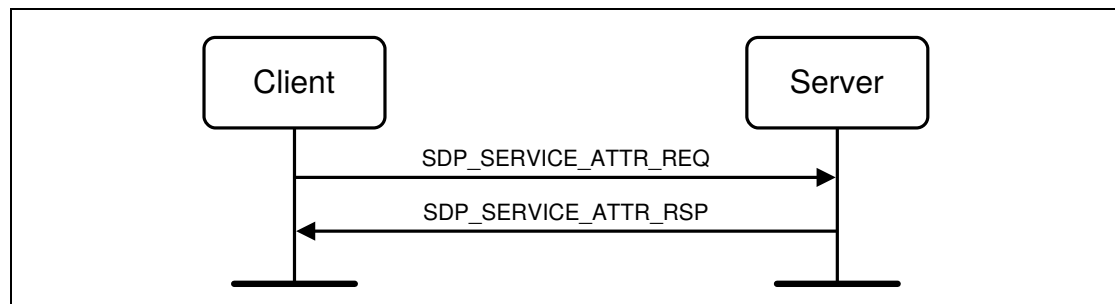 Client
Server
SDP_SERVICE_ATTR_REQ
SDP_SERVICE_ATTR_RSP